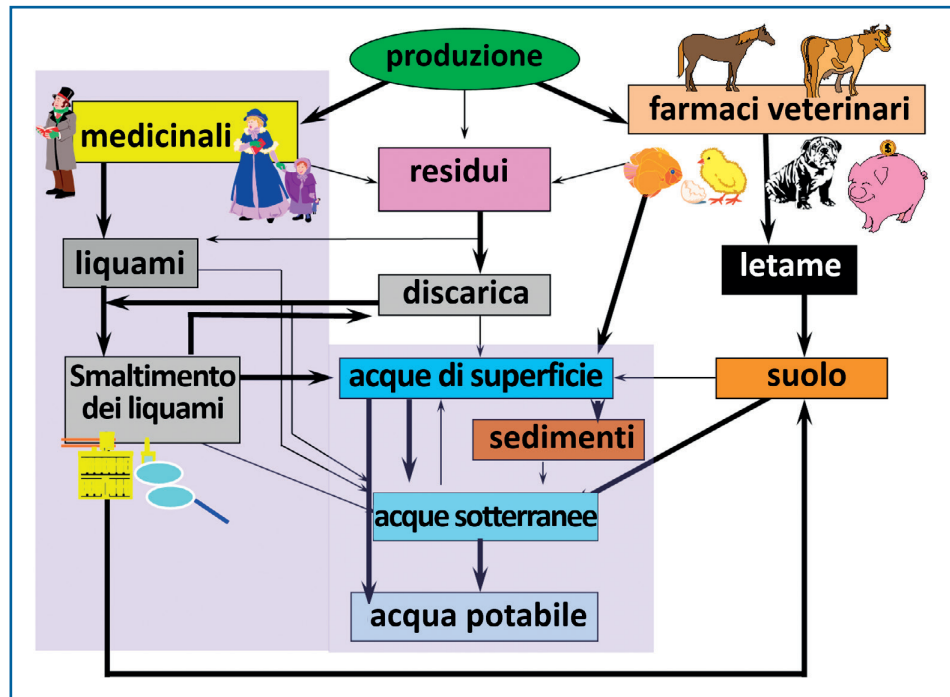 produzione
medicinali
farmaci veterinari
residui
$
liquami
discarica
letame
Smaltimento
dei liquami
acque di superficie
suolo
sedimenti
acque sotterranee
acqua potabile